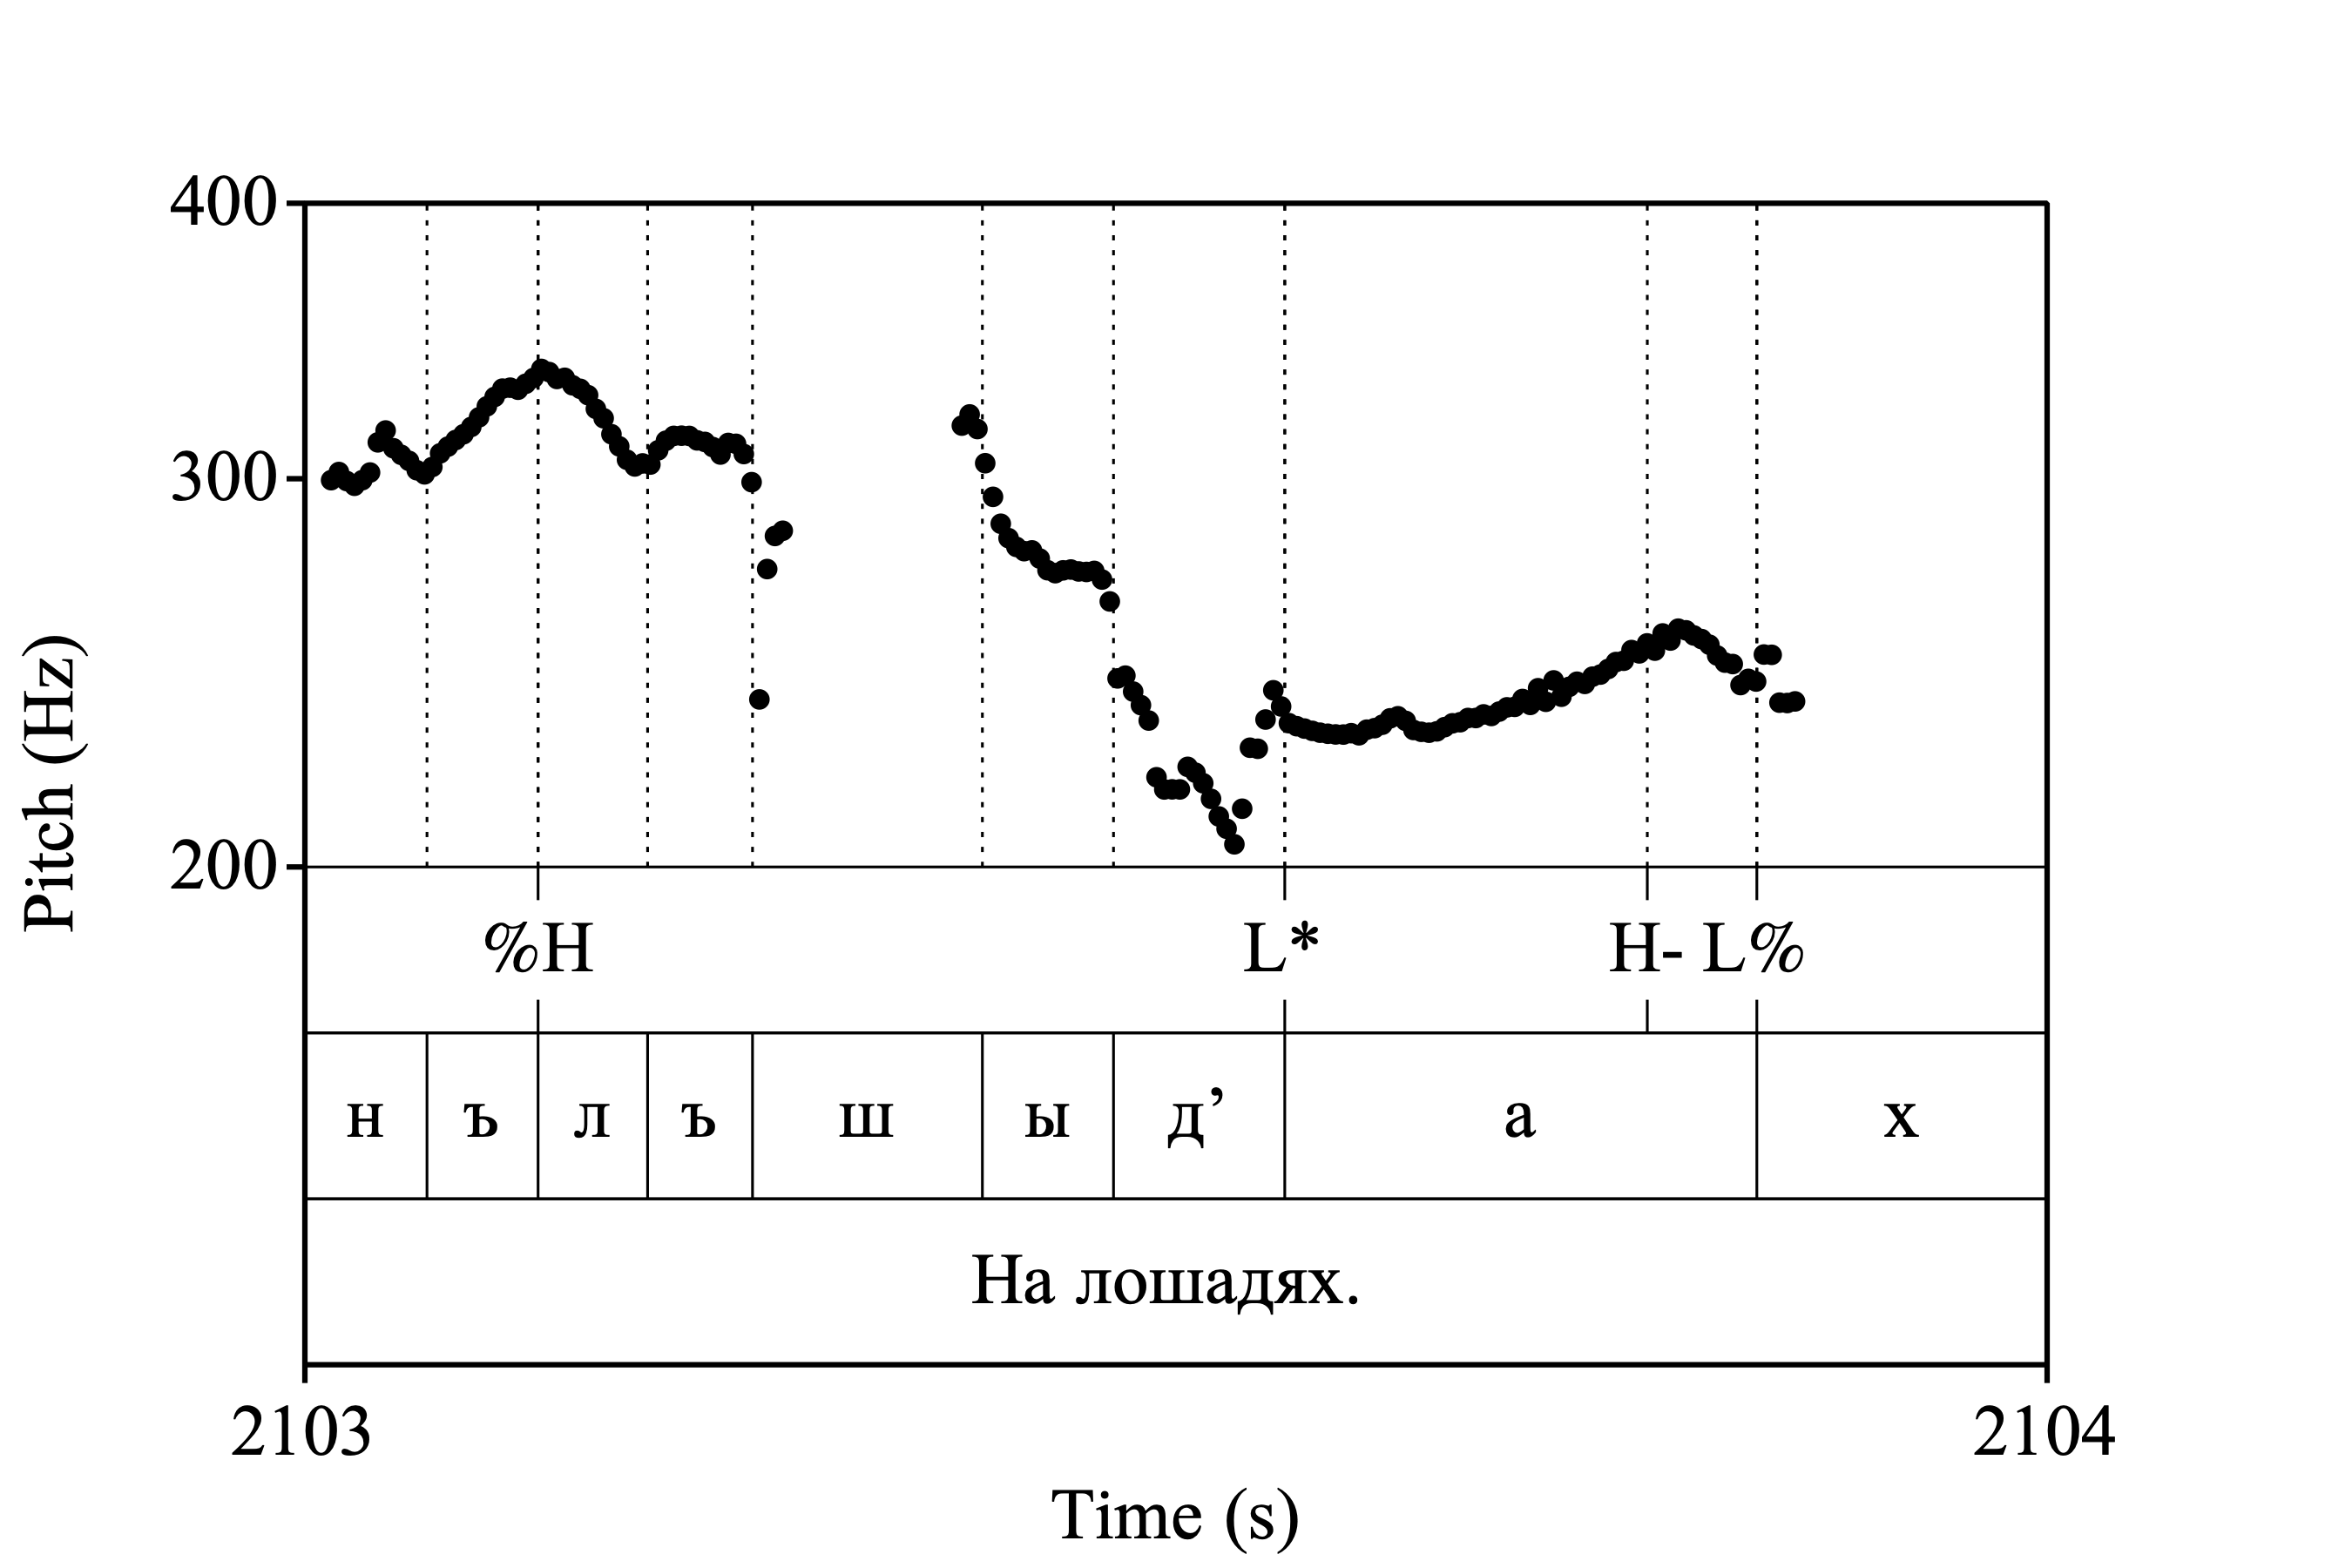 400
300
200
Pitch (Hz)
%H L* H- L%
н ъ л ъ ш ы д’ а х
На лошадях.
2103 2104
Time (s)